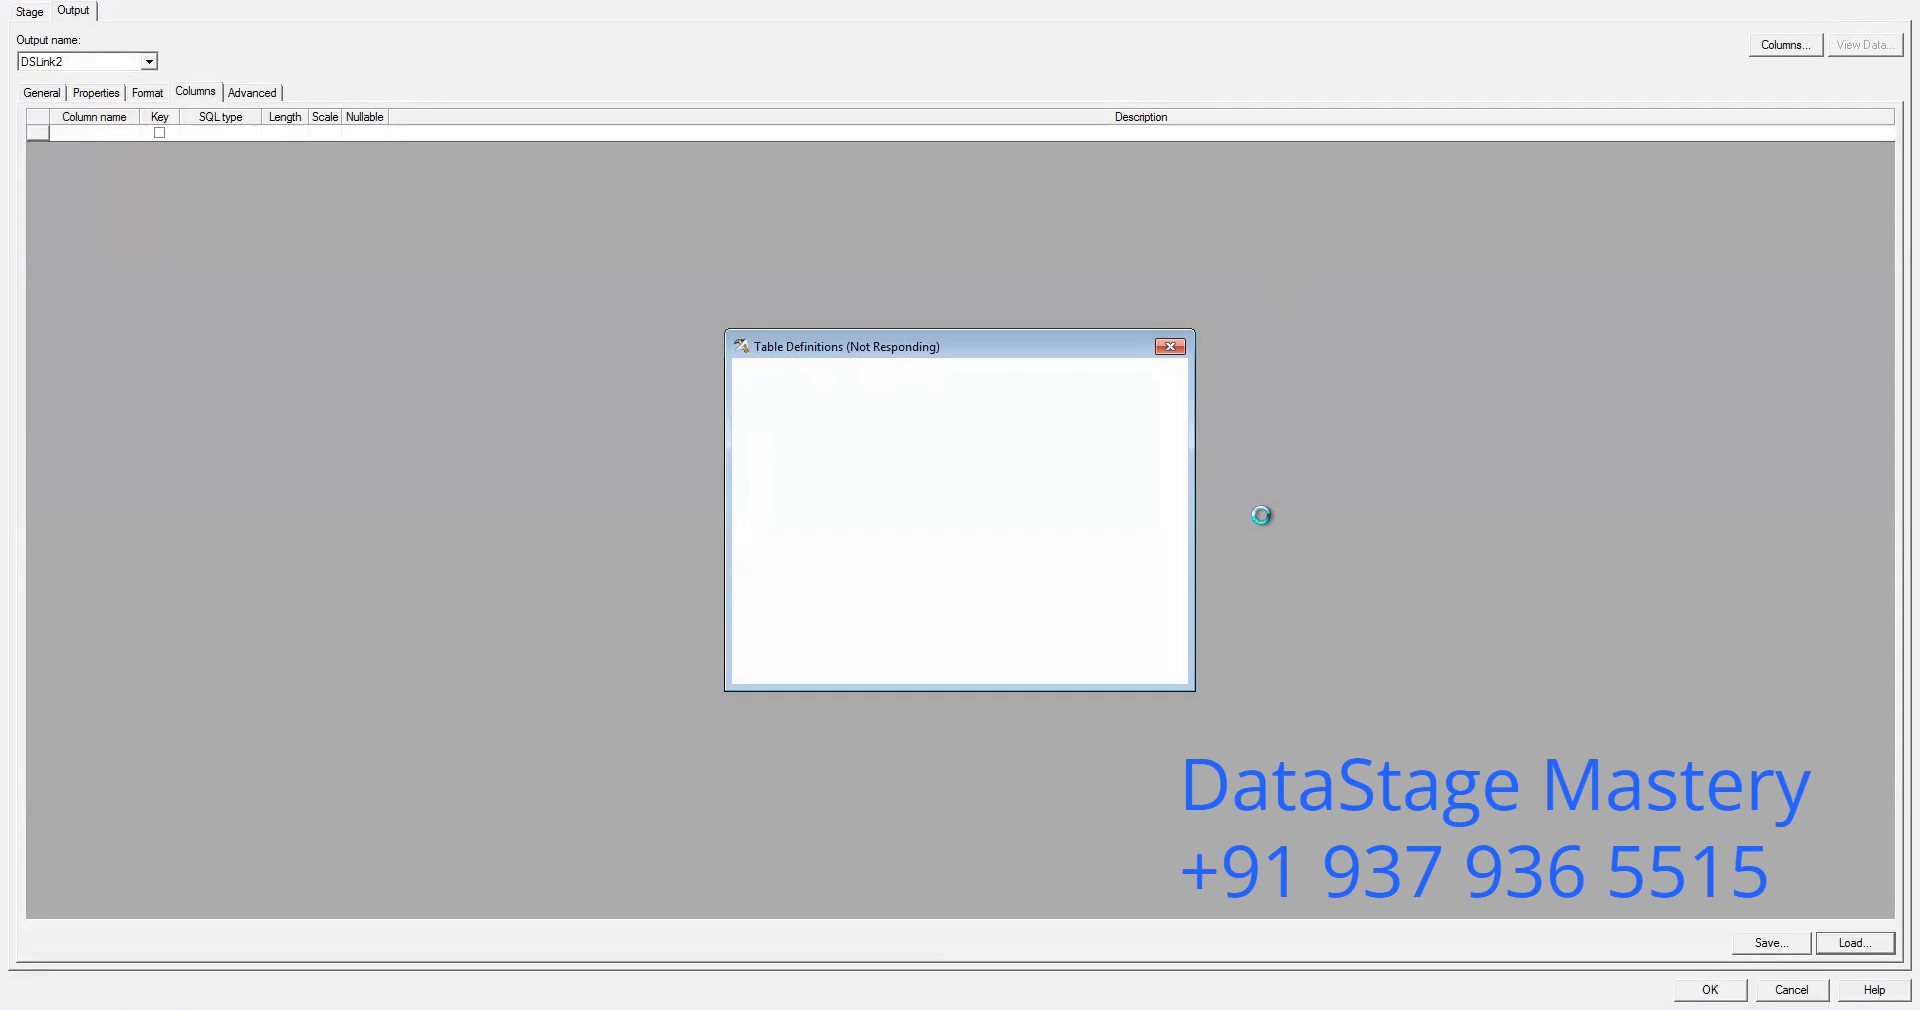 Stage Output
Output name:
DSLink2
Columns... View Data...
General Properties Format Columns Advanced
Column name Key SQL type Length Scale Nullable Description
Table Definitions (Not Responding)
DataStage Mastery
+91 937 936 5515
Save... Load...
OK Cancel Help